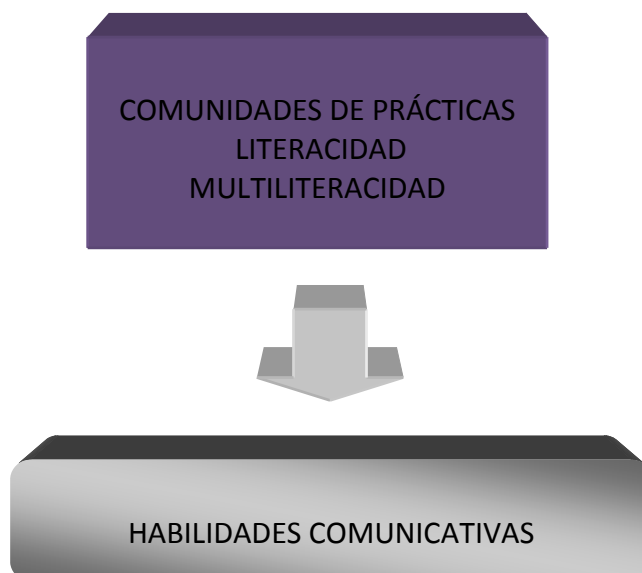 COMUNIDADES DE PRÁCTICAS
LITERACIDAD
MULTILITERACIDAD
HABILIDADES COMUNICATIVAS